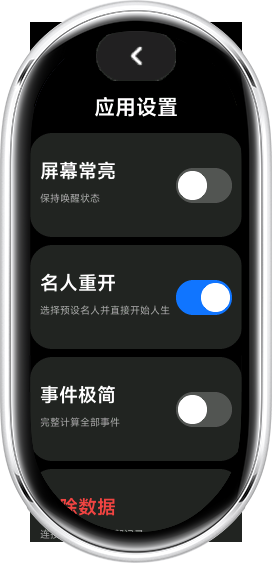 应用设置
屏幕常亮
保持唤醒状态
名人重开
选择预设名人并直接开始人生
事件极简
完整计算全部事件
除数据